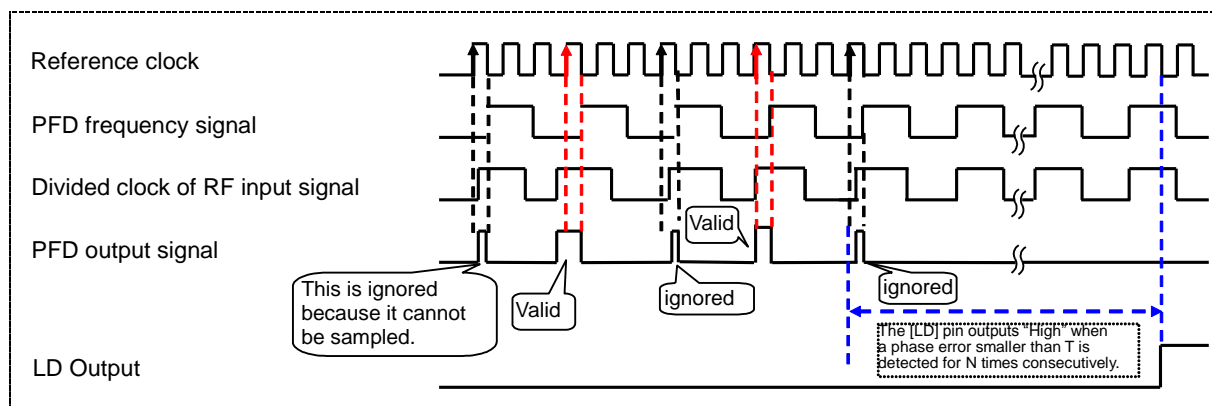 Reference clock
PFD frequency signal
Divided clock of RF input signal
PFD output signal
Valid
This is ignored
because it cannot
be sampled.
Valid
ignored
ignored
The [LD] pin outputs "High" when
a phase error smaller than T is
detected for N times consecutively.
LD Output